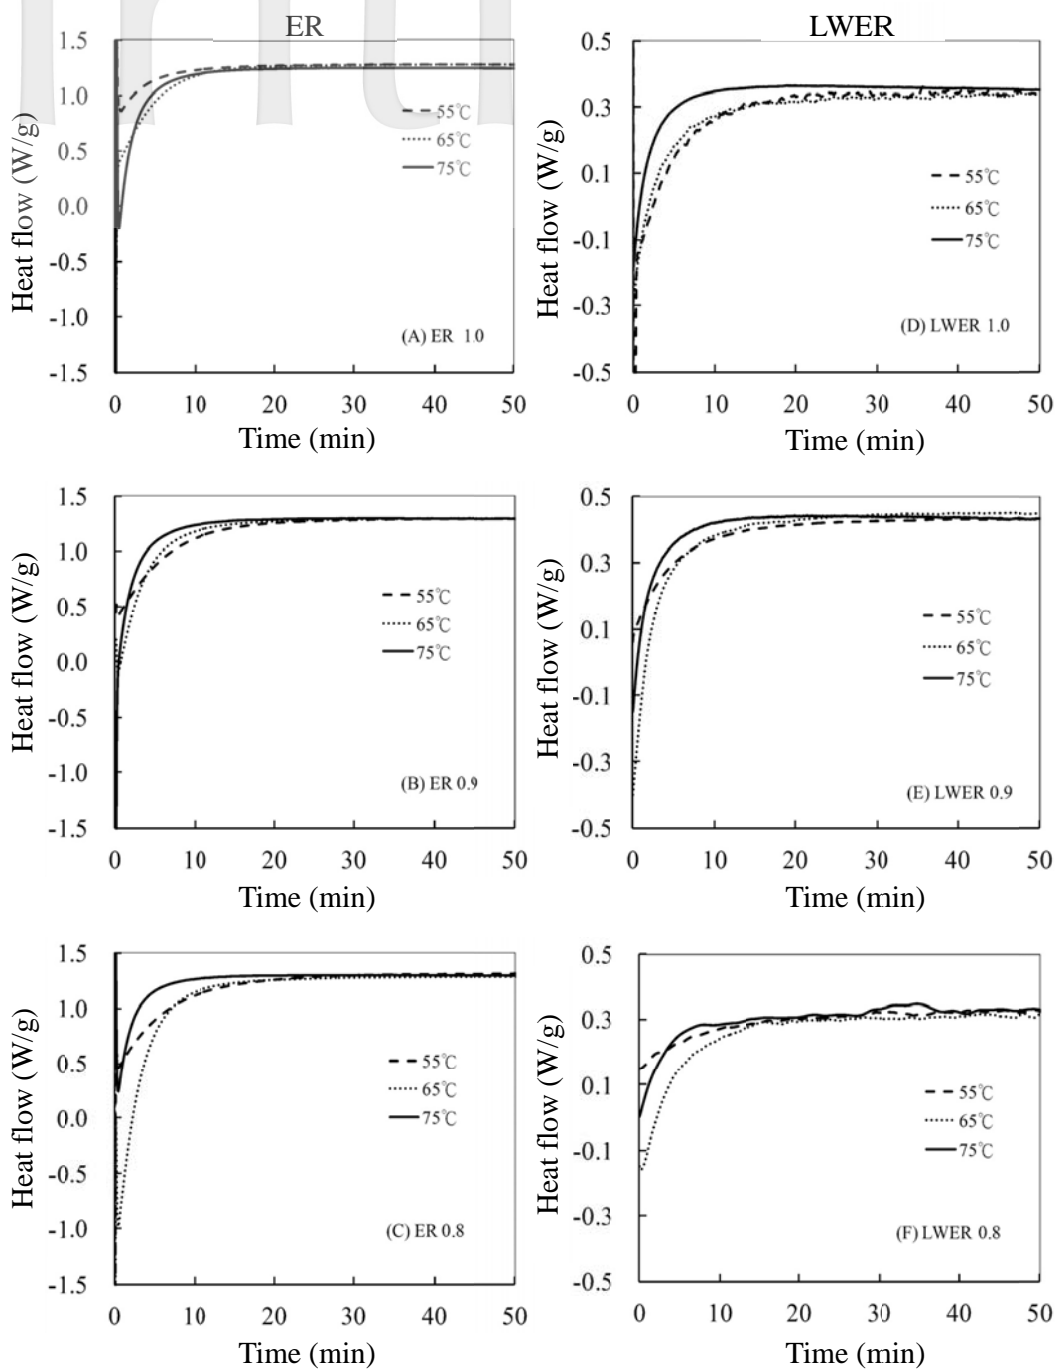 ER
LWER
1.5
1.0
0.5
0.0
-0.5
-1.0
-1.5
Heat flow (W/g)
55℃
65℃
75℃
(A) ER 1.0
0 10 20 30 40 50
Time (min)
0.5
0.3
0.1
-0.1
-0.3
-0.5
Heat flow (W/g)
55℃
65℃
75℃
(D) LWER 1.0
0 10 20 30 40 50
Time (min)
1.5
1.0
0.5
0.0
-0.5
-1.0
-1.5
Heat flow (W/g)
55℃
65℃
75℃
(B) ER 0.9
0 10 20 30 40 50
Time (min)
0.5
0.3
0.1
-0.1
-0.3
-0.5
Heat flow (W/g)
55℃
65℃
75℃
(E) LWER 0.9
0 10 20 30 40 50
Time (min)
1.5
1.0
0.5
0.0
-0.5
-1.0
-1.5
Heat flow (W/g)
55℃
65℃
75℃
(C) ER 0.8
0 10 20 30 40 50
Time (min)
0.5
0.3
0.1
-0.1
-0.3
-0.5
Heat flow (W/g)
55℃
65℃
75℃
(F) LWER 0.8
0 10 20 30 40 50
Time (min)